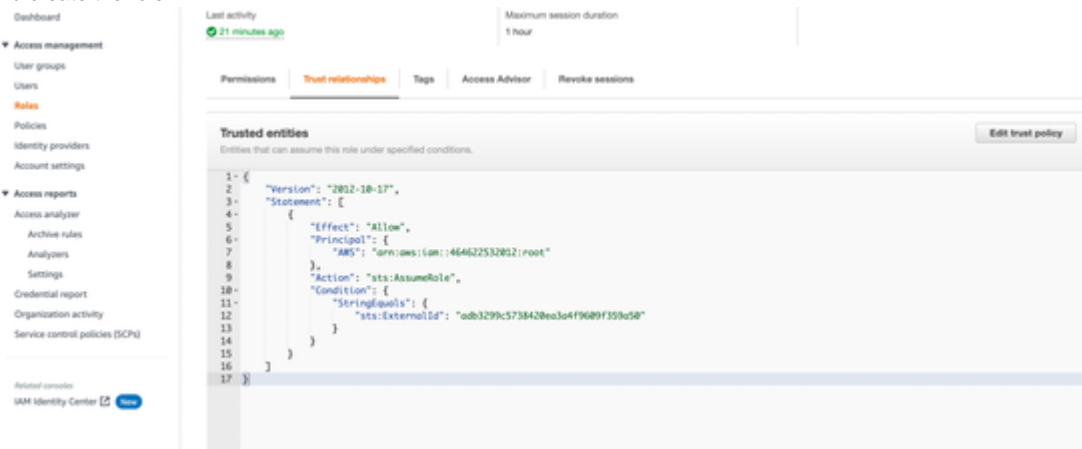 Dashboard
Access management
User groups
Users
Roles
Policies
Identity providers
Account settings
Access reports
Access analyzer
Archive rules
Analyzers
Settings
Credential report
Organization activity
Service control policies (SCPs)
Related consoles
IAM Identity Center New
Last activity
21 minutes ago
Maximum session duration
1 hour
Permissions Trust relationships Tags Access Advisor Revoke sessions
Trusted entities
Edit trust policy
Entities that can assume this role under specified conditions.
1 {
2 "Version": "2012-10-17",
3 "Statement": [
4 {
5 "Effect": "Allow",
6 "Principal": {
7 "AWS": "arn:aws:iam::464622532012:root"
8 },
9 "Action": "sts:AssumeRole",
10 "Condition": {
11 "StringEquals": {
12 "sts:ExternalId": "adb3299c5738420ea3a4f9609f359a50"
13 }
14 }
15 }
16 ]
17 }